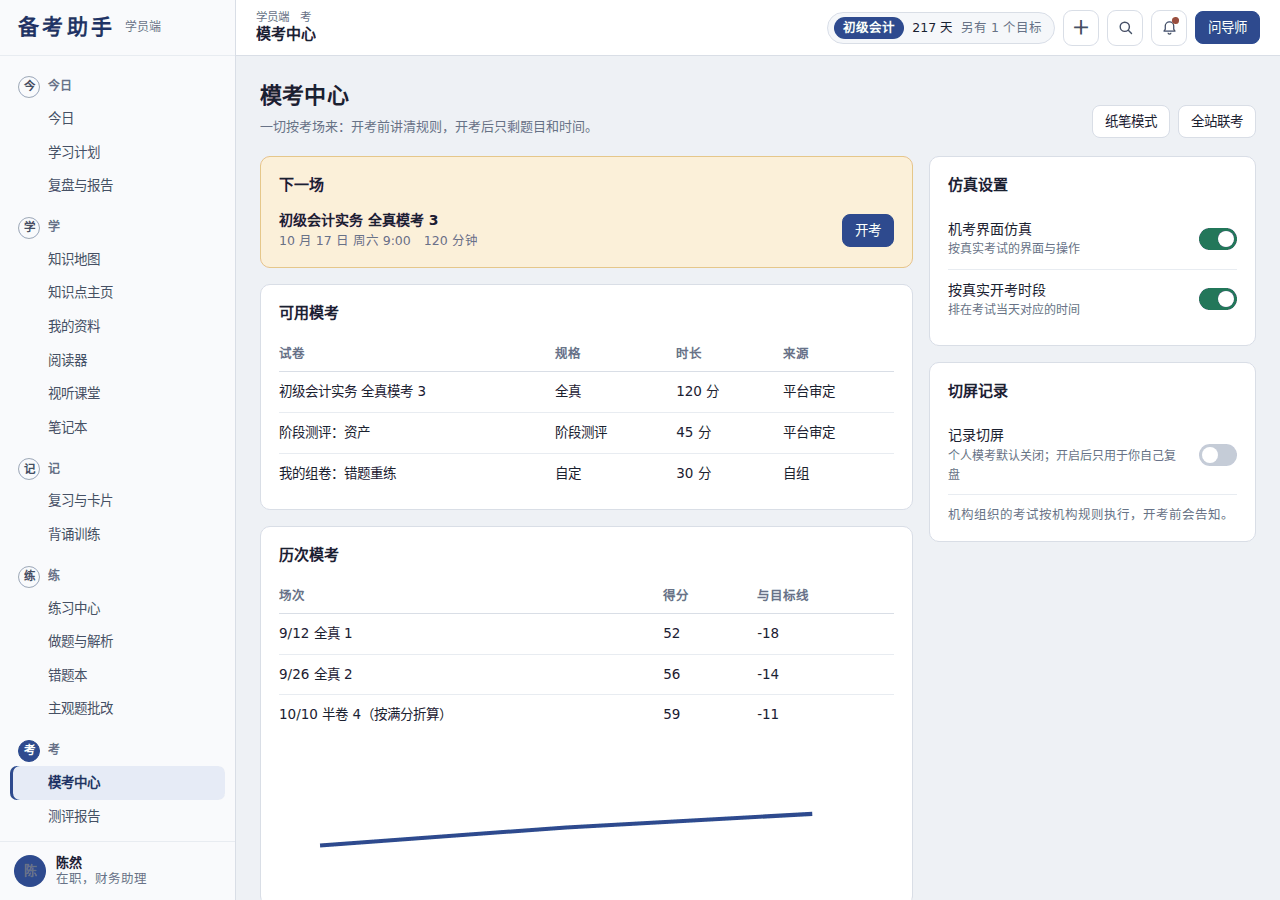 备考助手 学员端
今 今日
今日
学习计划
复盘与报告
学 学
知识地图
知识点主页
我的资料
阅读器
视听课堂
笔记本
记 记
复习与卡片
背诵训练
练 练
练习中心
做题与解析
错题本
主观题批改
考 考
模考中心
测评报告
陈 陈然
在职，财务助理
学员端 考
模考中心
初级会计 217 天 另有 1 个目标
问导师
模考中心
一切按考场来：开考前讲清规则，开考后只剩题目和时间。
纸笔模式 全站联考
下一场
初级会计实务 全真模考 3
10 月 17 日 周六 9:00 120 分钟
开考
可用模考
试卷 规格 时长 来源
初级会计实务 全真模考 3 全真 120 分 平台审定
阶段测评：资产 阶段测评 45 分 平台审定
我的组卷：错题重练 自定 30 分 自组
历次模考
场次 得分 与目标线
9/12 全真 1 52 -18
9/26 全真 2 56 -14
10/10 半卷 4（按满分折算） 59 -11
仿真设置
机考界面仿真
按真实考试的界面与操作
按真实开考时段
排在考试当天对应的时间
切屏记录
记录切屏
个人模考默认关闭；开启后只用于你自己复
盘
机构组织的考试按机构规则执行，开考前会告知。